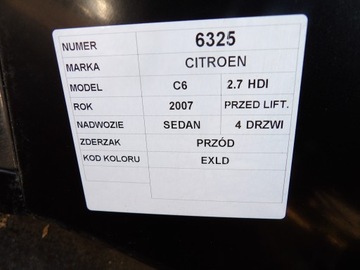 NUMER 6325
MARKA CITROEN
MODEL C6 2.7 HDI
ROK 2007 PRZED LIFT.
NADWOZIE SEDAN 4 DRZWI
ZDERZAK PRZÓD
KOD KOLORU EXLD